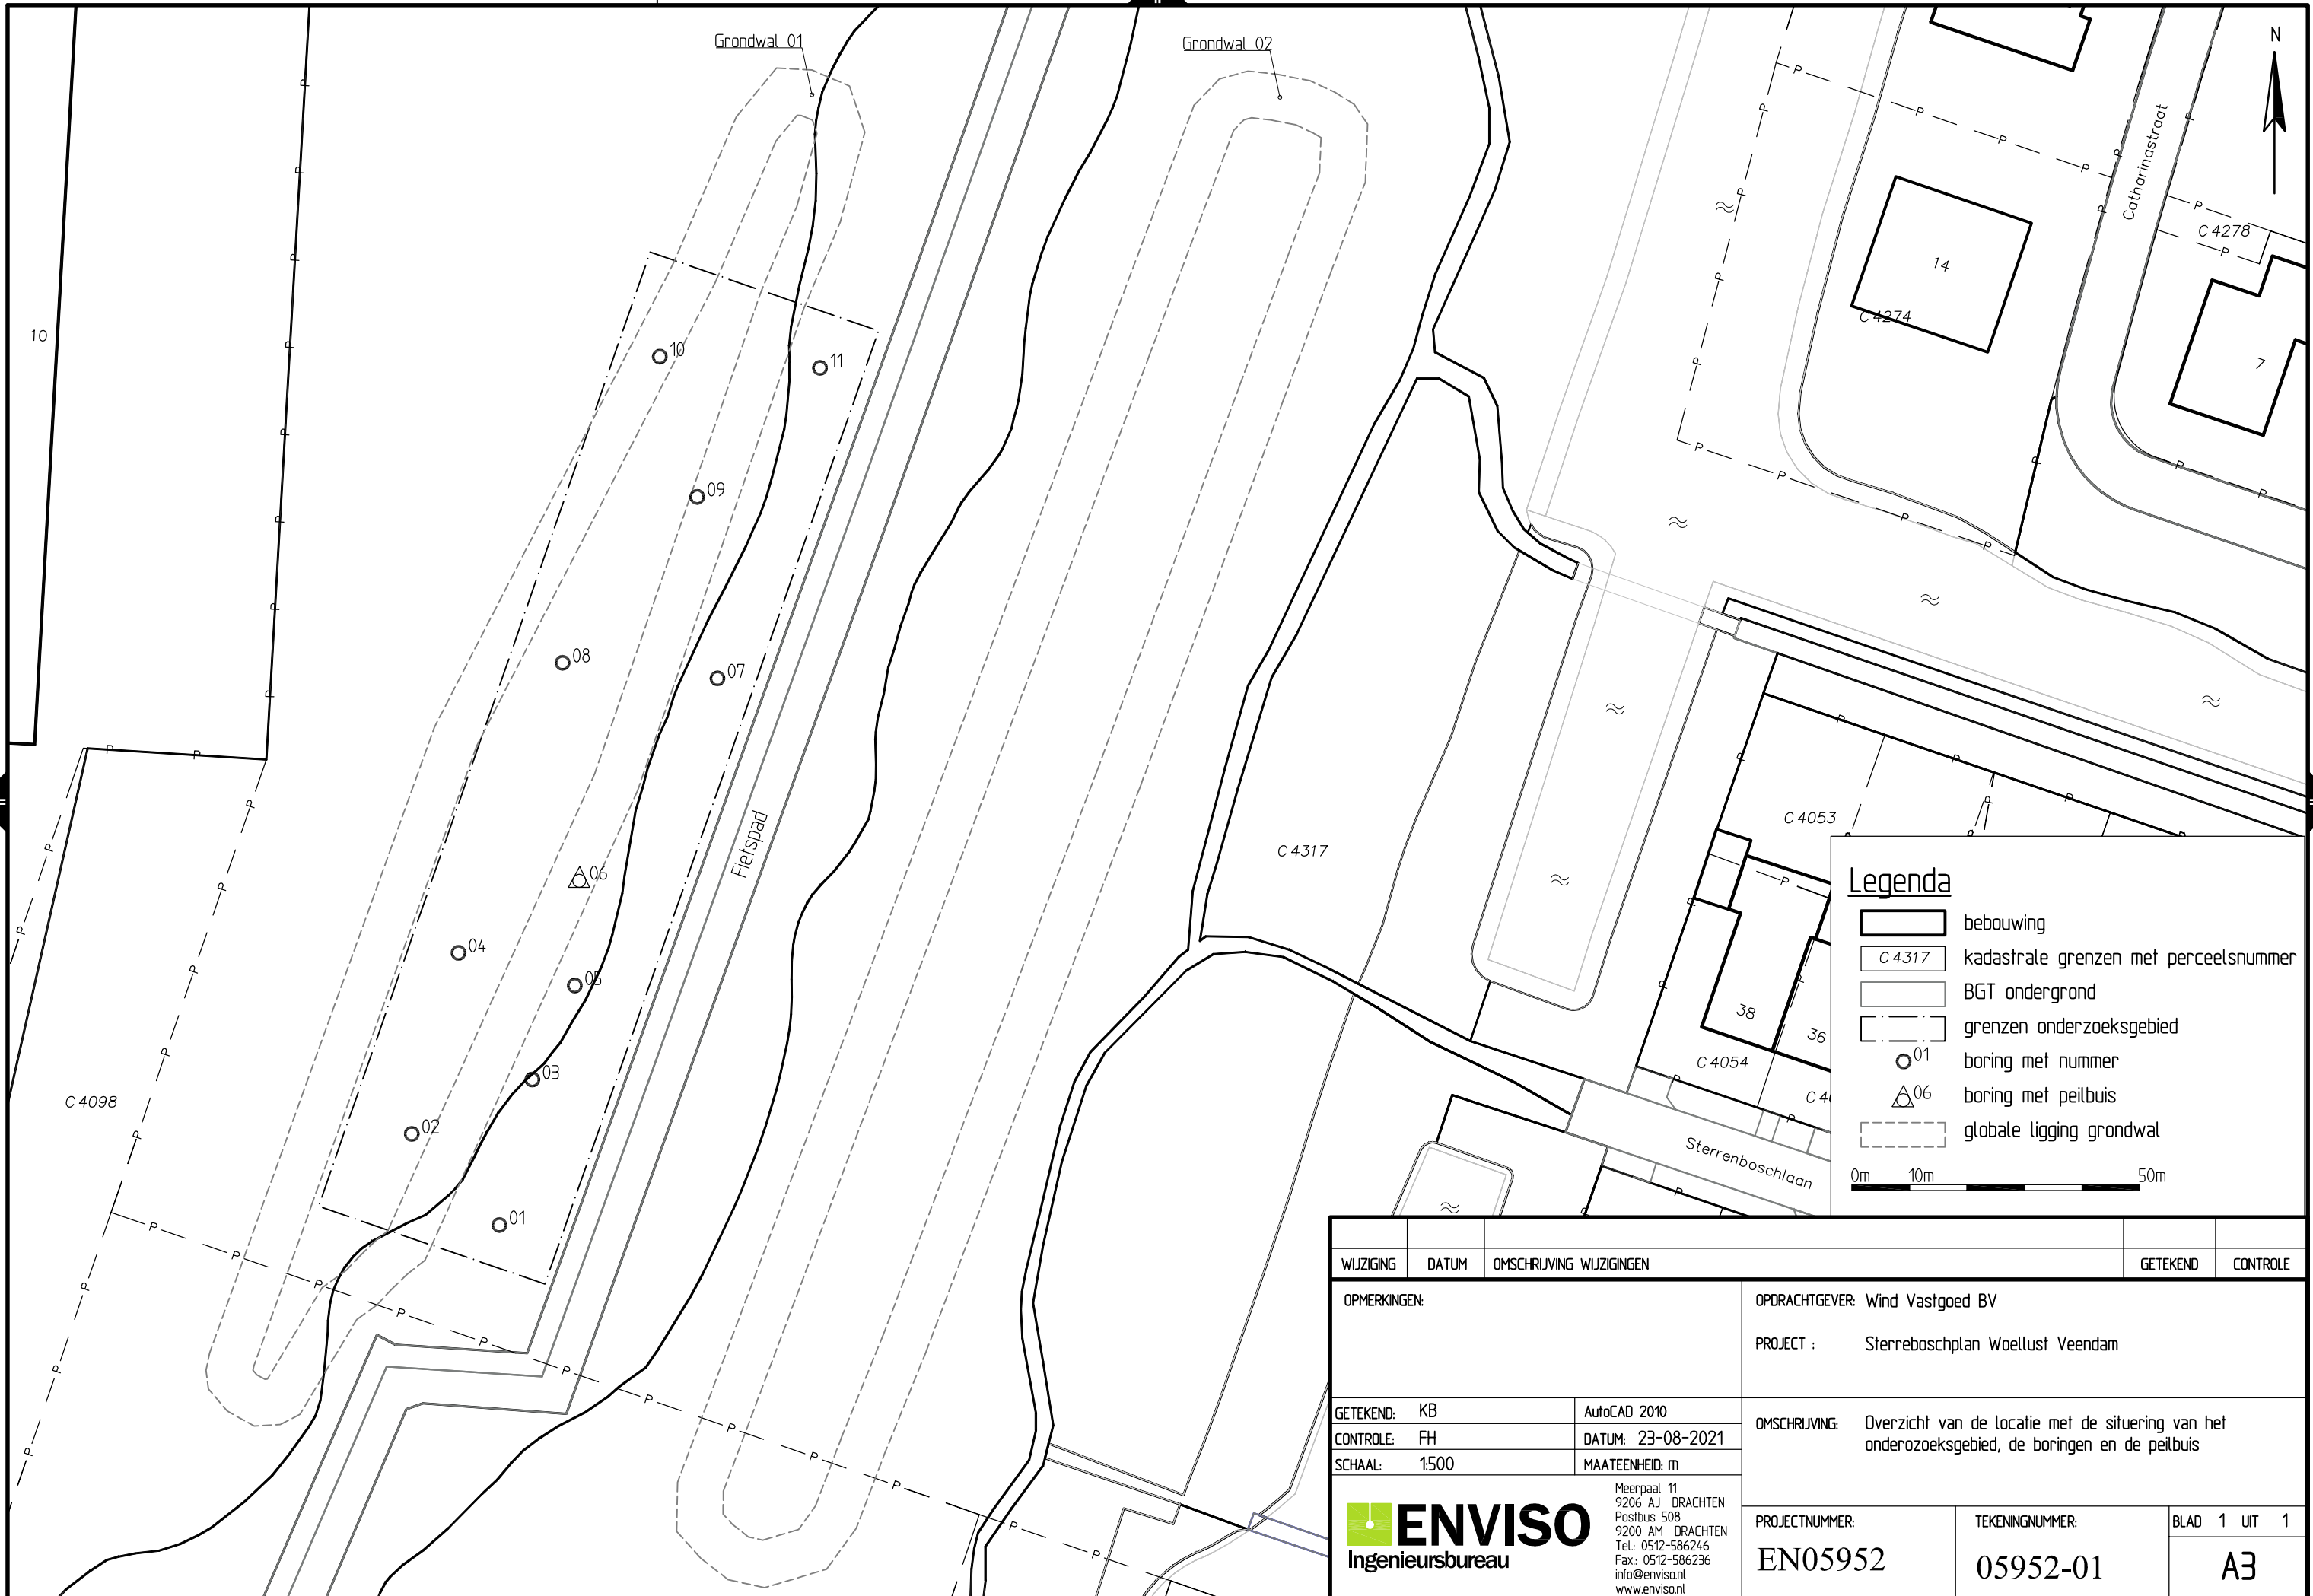 Grondwal 01
Grondwal 02
N
Catharinastraat
C 4278
14
C 4274
7
10
10
11
09
08
07
06
04
05
03
02
01
Fietspad
C 4317
C 4098
C 4053
38
36
C 4054
Sterrenboschlaan
Legenda
bebouwing
C 4317 kadastrale grenzen met perceelsnummer
BGT ondergrond
grenzen onderzoeksgebied
01 boring met nummer
06 boring met peilbuis
globale ligging grondwal
0m 10m 50m
WIJZIGING DATUM OMSCHRIJVING WIJZIGINGEN GETEKEND CONTROLE
OPMERKINGEN:
OPDRACHTGEVER: Wind Vastgoed BV
PROJECT : Sterreboschplan Woellust Veendam
GETEKEND: KB AutoCAD 2010
CONTROLE: FH DATUM: 23-08-2021
SCHAAL: 1:500 MAATEENHEID: m
OMSCHRIJVING: Overzicht van de locatie met de situering van het
onderozoeksgebied, de boringen en de peilbuis
ENVISO
Ingenieursbureau
Meerpaal 11
9206 AJ DRACHTEN
Postbus 508
9200 AM DRACHTEN
Tel.: 0512-586246
Fax.: 0512-586236
info@enviso.nl
www.enviso.nl
PROJECTNUMMER:
EN05952
TEKENINGNUMMER:
05952-01
BLAD 1 UIT 1
A3